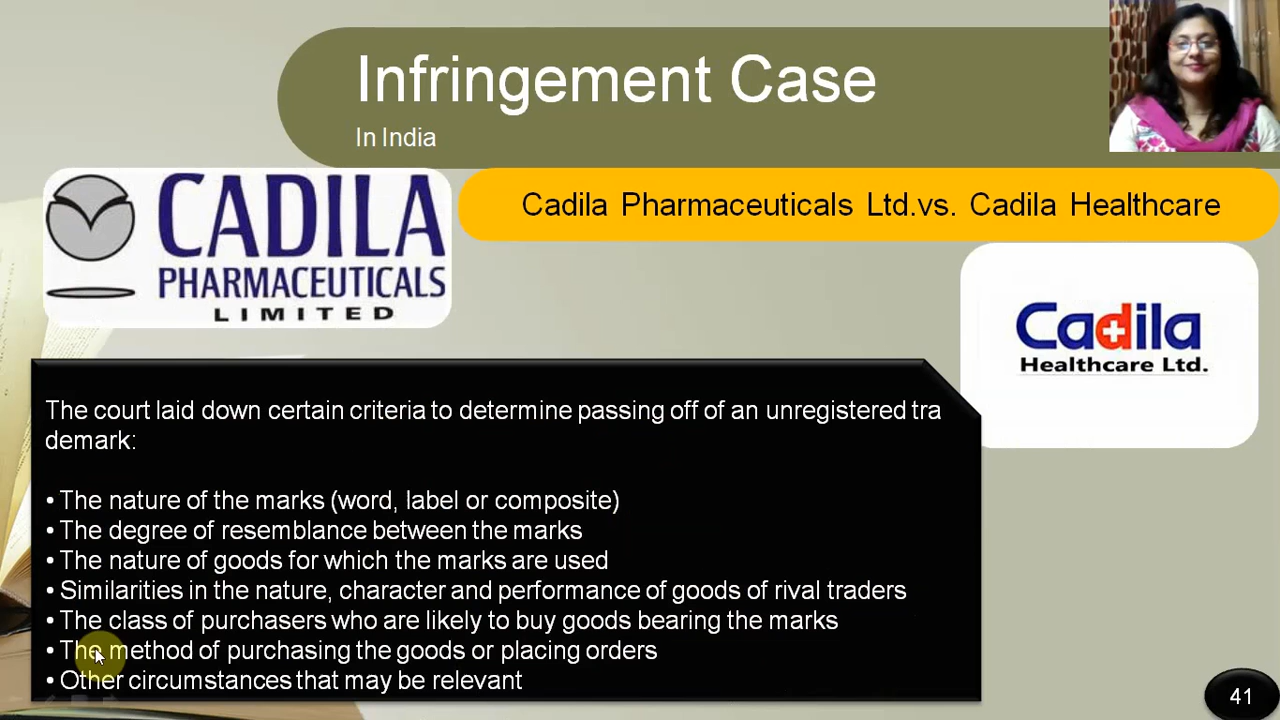 Infringement Case
In India
CADILA
PHARMACEUTICALS
LIMITED
Cadila Pharmaceuticals Ltd.vs. Cadila Healthcare
Cadila
Healthcare Ltd.
The court laid down certain criteria to determine passing off of an unregistered tra
demark:
• The nature of the marks (word, label or composite)
• The degree of resemblance between the marks
• The nature of goods for which the marks are used
• Similarities in the nature, character and performance of goods of rival traders
• The class of purchasers who are likely to buy goods bearing the marks
• The method of purchasing the goods or placing orders
• Other circumstances that may be relevant
41